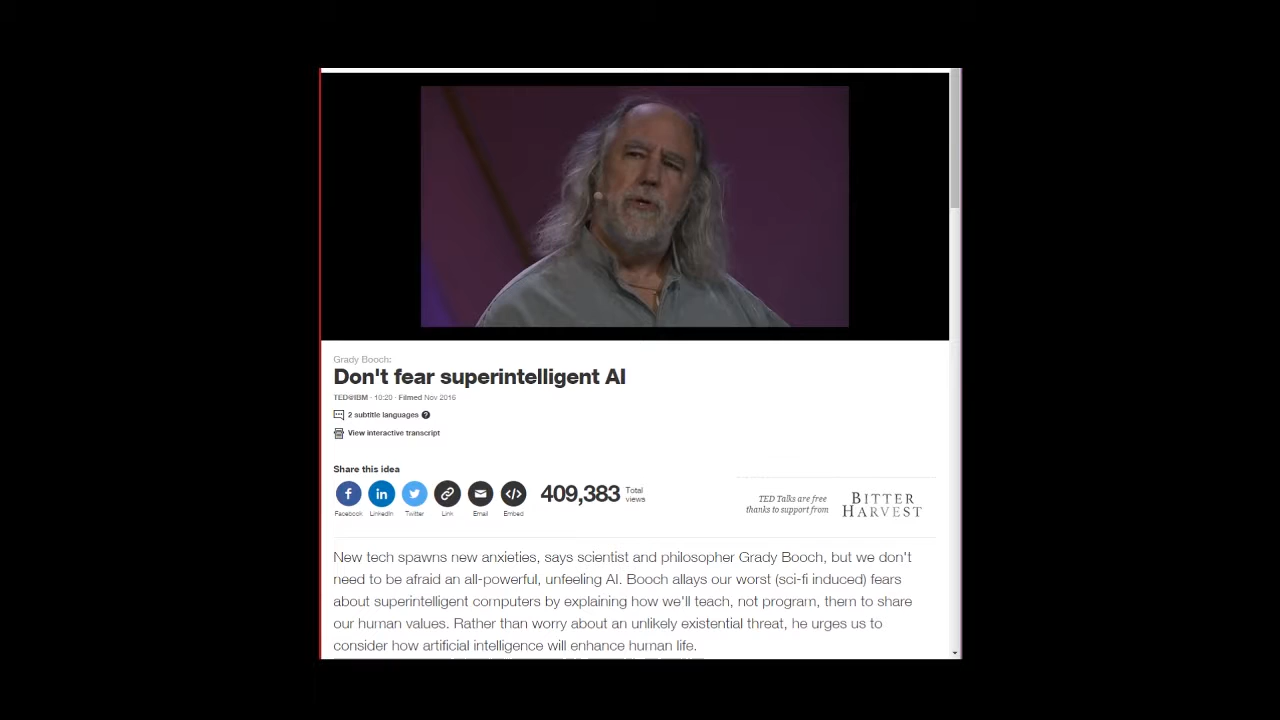 Grady Booch:
Don't fear superintelligent AI
TED@IBM · 10:20 · Filmed Nov 2016
2 subtitle languages ?
View interactive transcript
Share this idea
f in </> 409,383 Total views
Facebook LinkedIn Twitter Link Email Embed
TED Talks are free
thanks to support from
BITTER
HARVEST
New tech spawns new anxieties, says scientist and philosopher Grady Booch, but we don't
need to be afraid an all-powerful, unfeeling AI. Booch allays our worst (sci-fi induced) fears
about superintelligent computers by explaining how we'll teach, not program, them to share
our human values. Rather than worry about an unlikely existential threat, he urges us to
consider how artificial intelligence will enhance human life.